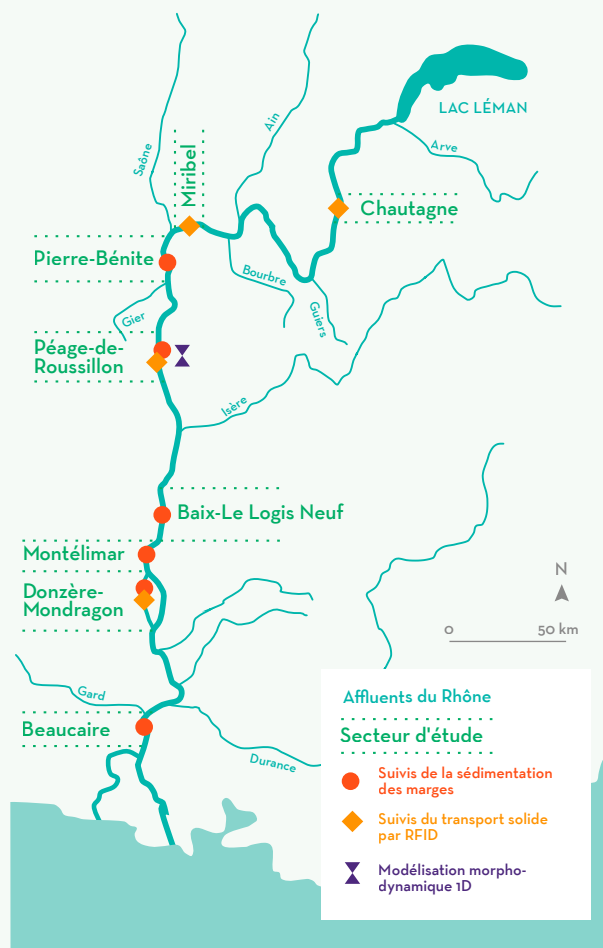 LAC LÉMAN
Ain
Arve
Saône
Miribel
Chautagne
Pierre-Bénite
Bourbre
Guiers
Gier
Péage-de-
Roussillon
Isère
Baix-Le Logis Neuf
Montélimar
N
Donzère-
Mondragon
0
50 km
Gard
Affluents du Rhône
Beaucaire
Secteur d'étude
Durance
Suivis de la sédimentation
des marges
Suivis du transport solide
par RFID
Modélisation morpho-
dynamique 1D